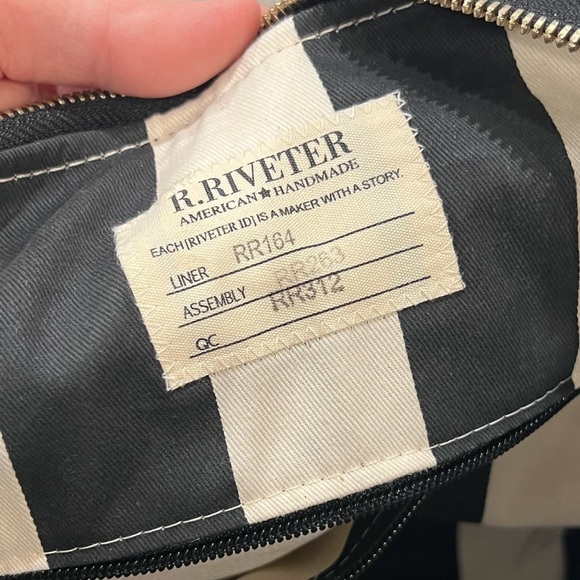 R.RIVETER
AMERICAN★HANDMADE
EACH [RIVETER ID] IS A MAKER WITH A STORY.
LINER RR164
ASSEMBLY RR263
RR312
QC